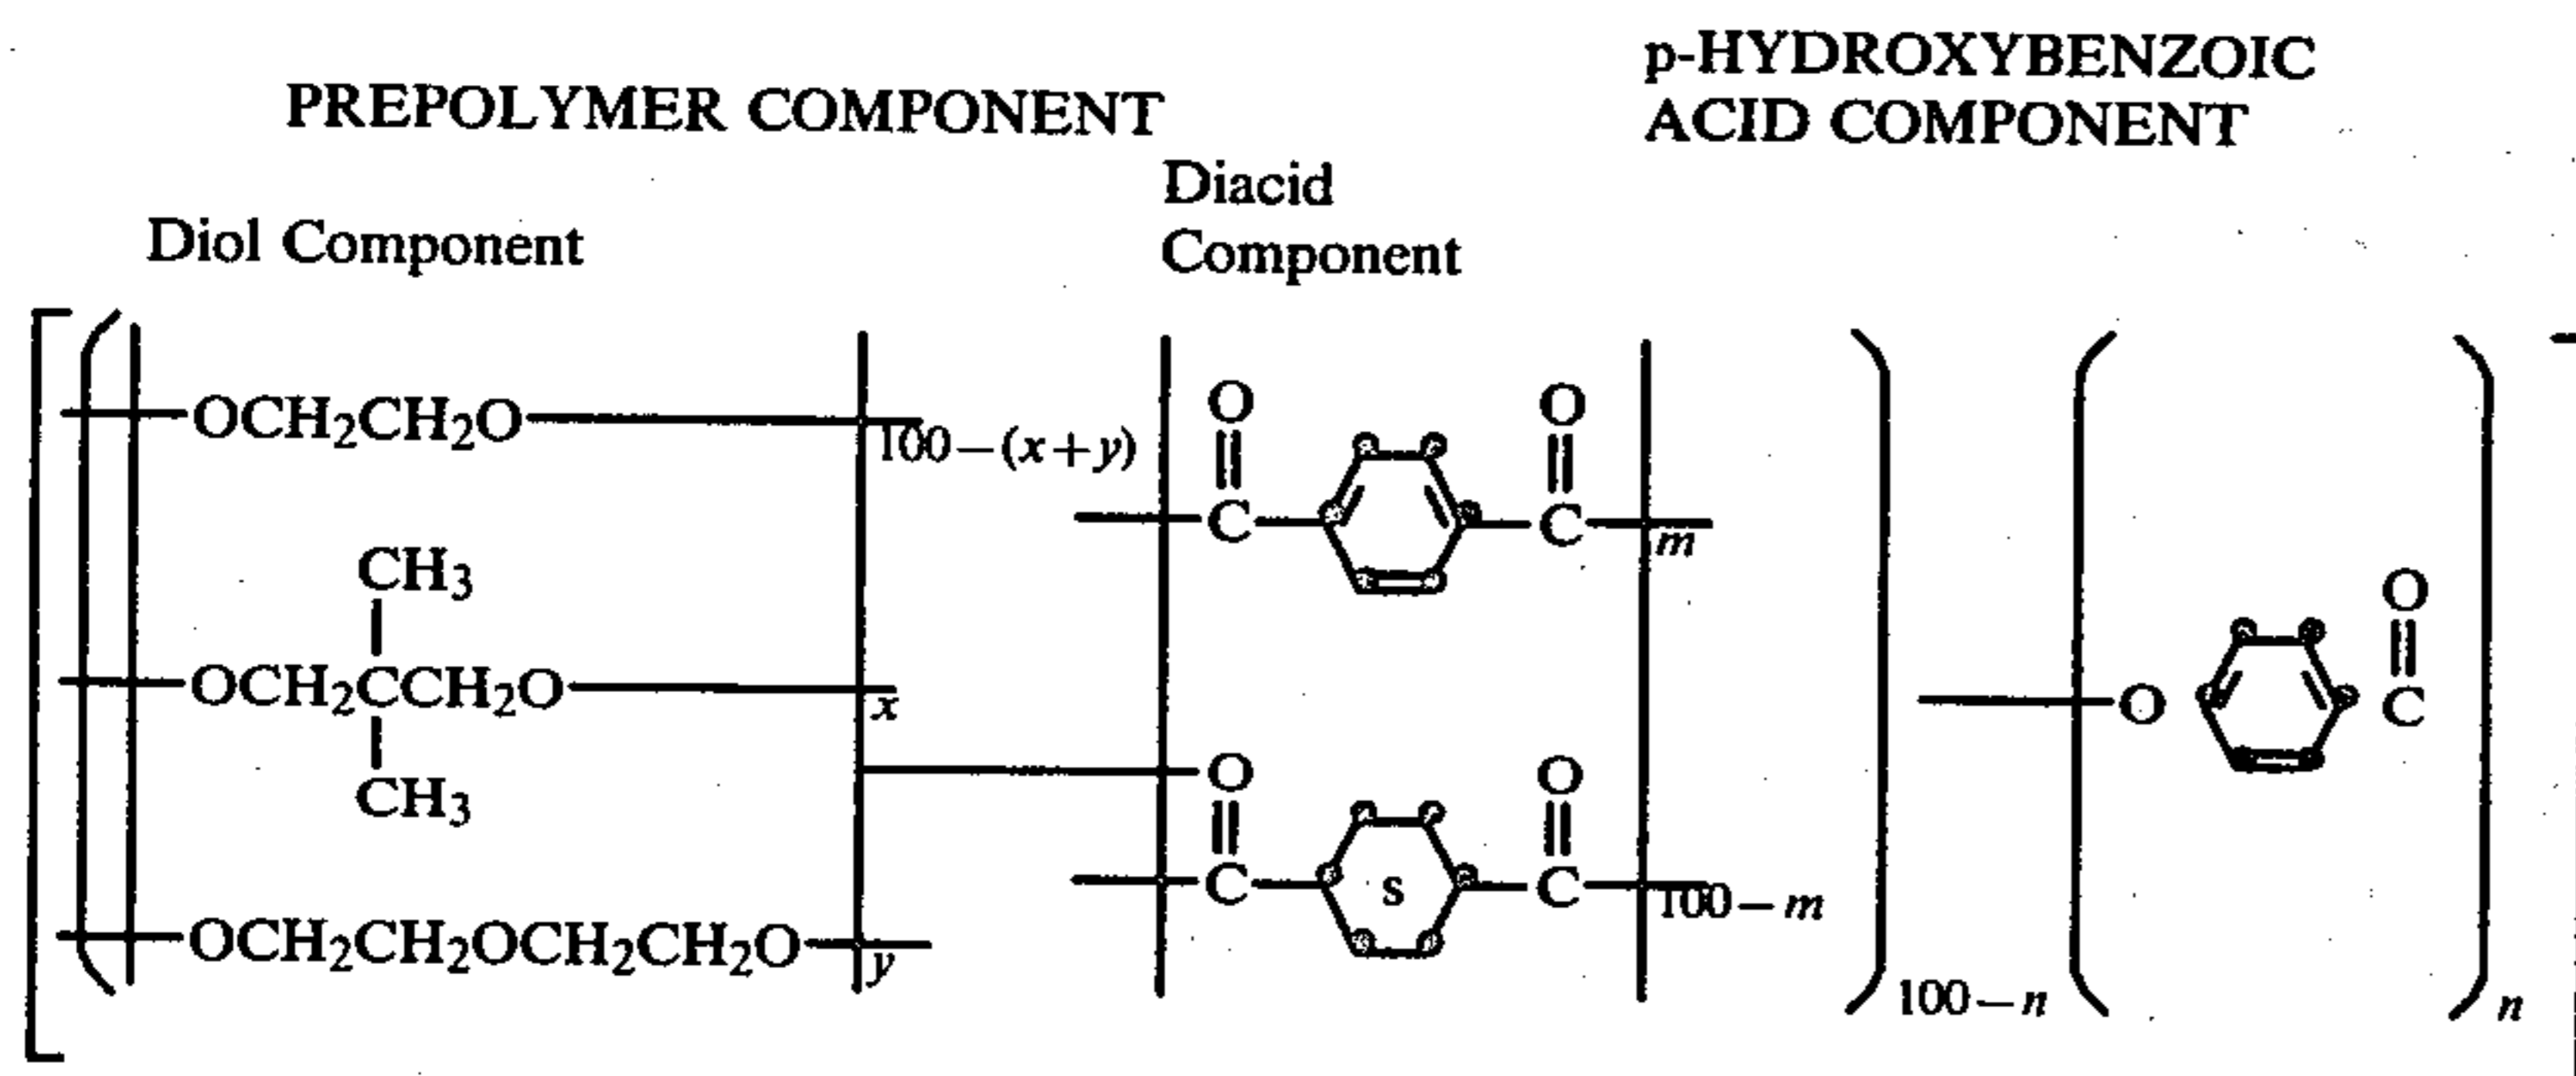 PREPOLYMER COMPONENT
p-HYDROXYBENZOIC
ACID COMPONENT
Diol Component
Diacid
Component
OCH₂CH₂O
100−(x+y)
O
O
C
C
m
CH₃
OCH₂CCH₂O
x
CH₃
O
O
C
S
C
100−m
OCH₂CH₂OCH₂CH₂O
y
100−n
O
O
C
n